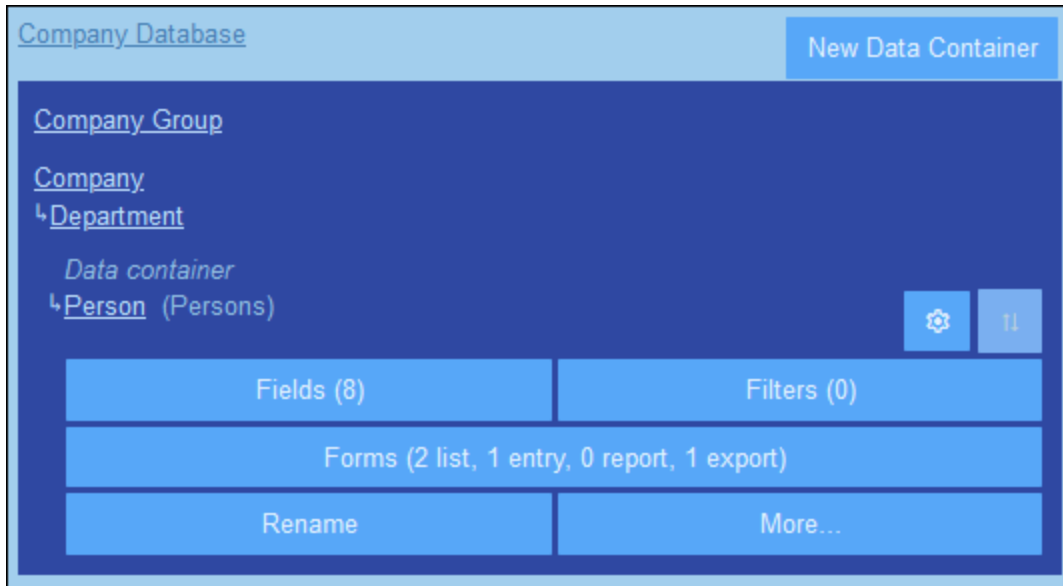 Company Database
New Data Container
Company Group
Company
↳Department
Data container
↳Person (Persons)
Fields (8)
Filters (0)
Forms (2 list, 1 entry, 0 report, 1 export)
Rename
More...